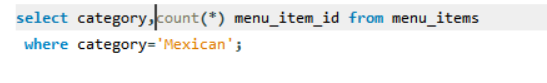 select category,count(*) menu_item_id from menu_items
where category='Mexican';